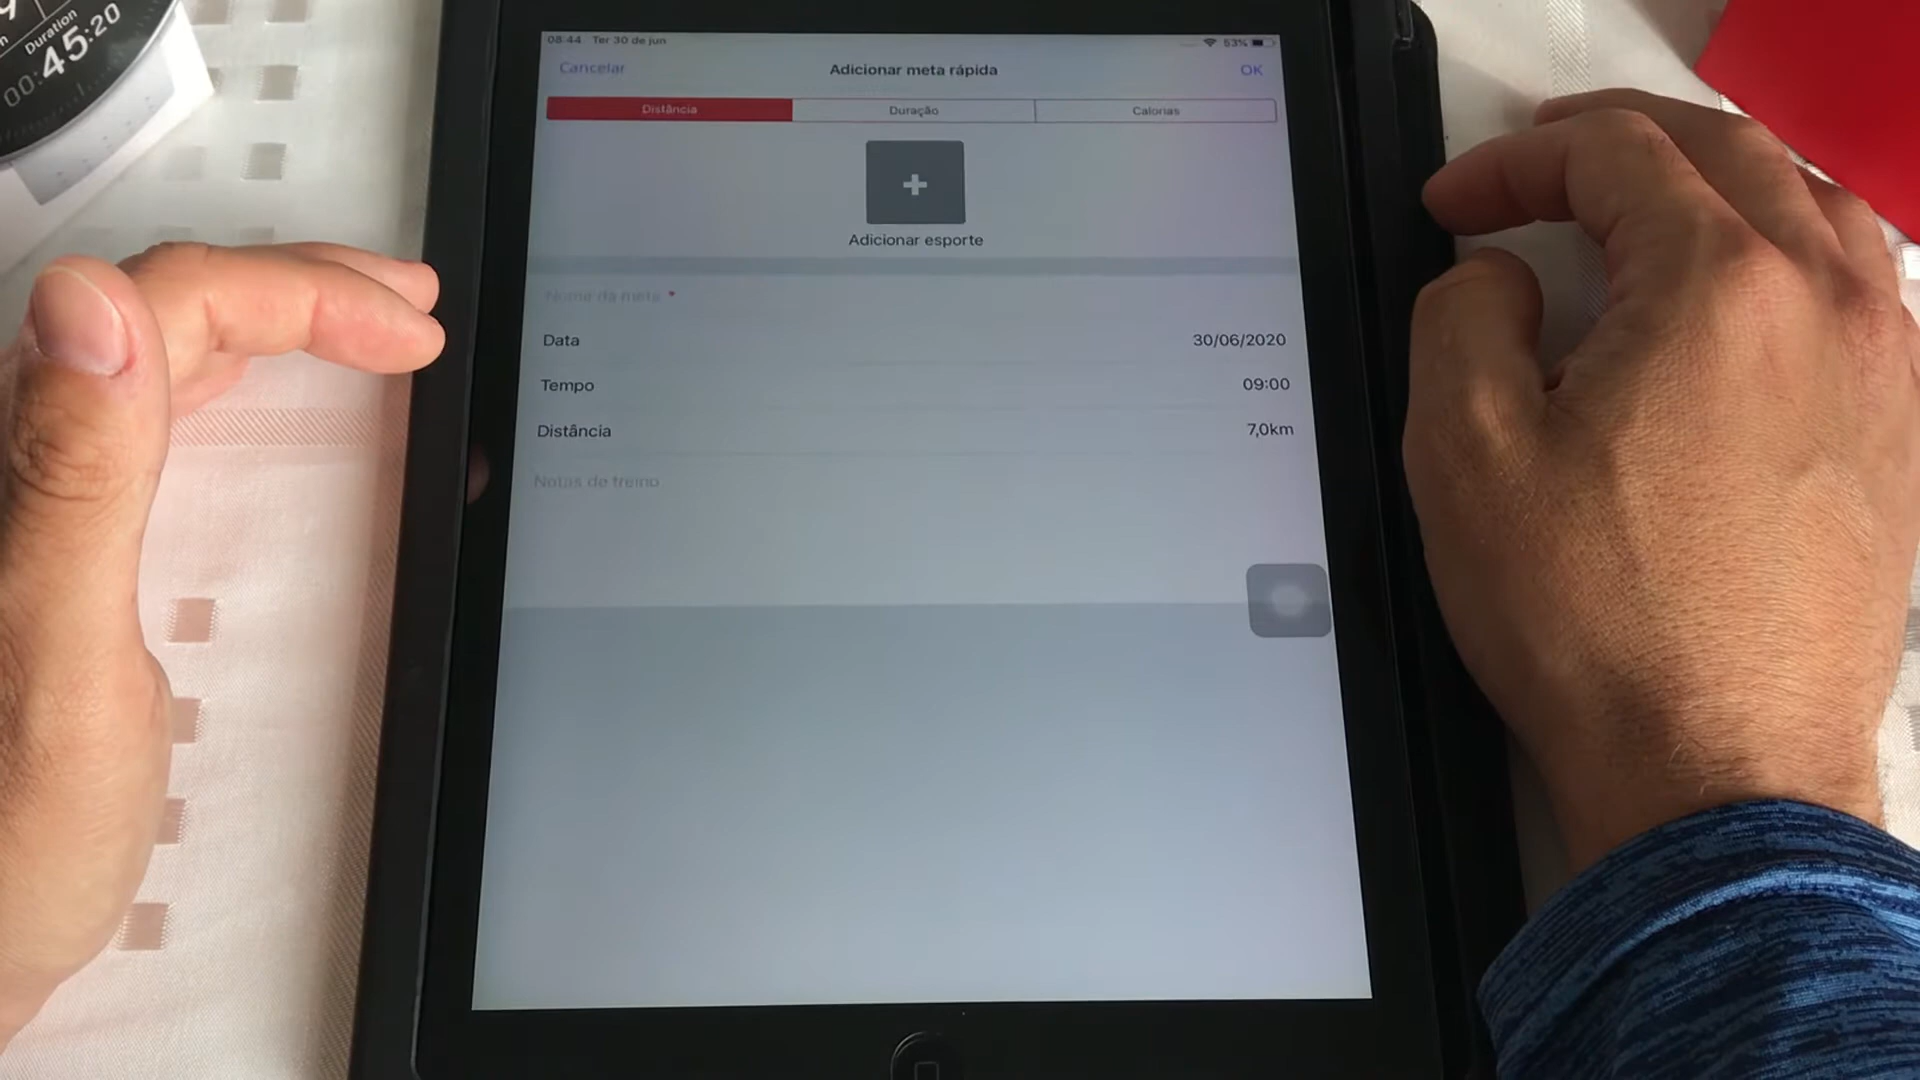 Duration
00:45:20
08:44 Ter 30 de jun
53%
Cancelar
Adicionar meta rápida
OK
Distância
Duração
Calorias
Adicionar esporte
Nome da meta *
Data
30/06/2020
Tempo
09:00
Distância
7,0km
Notas de treino